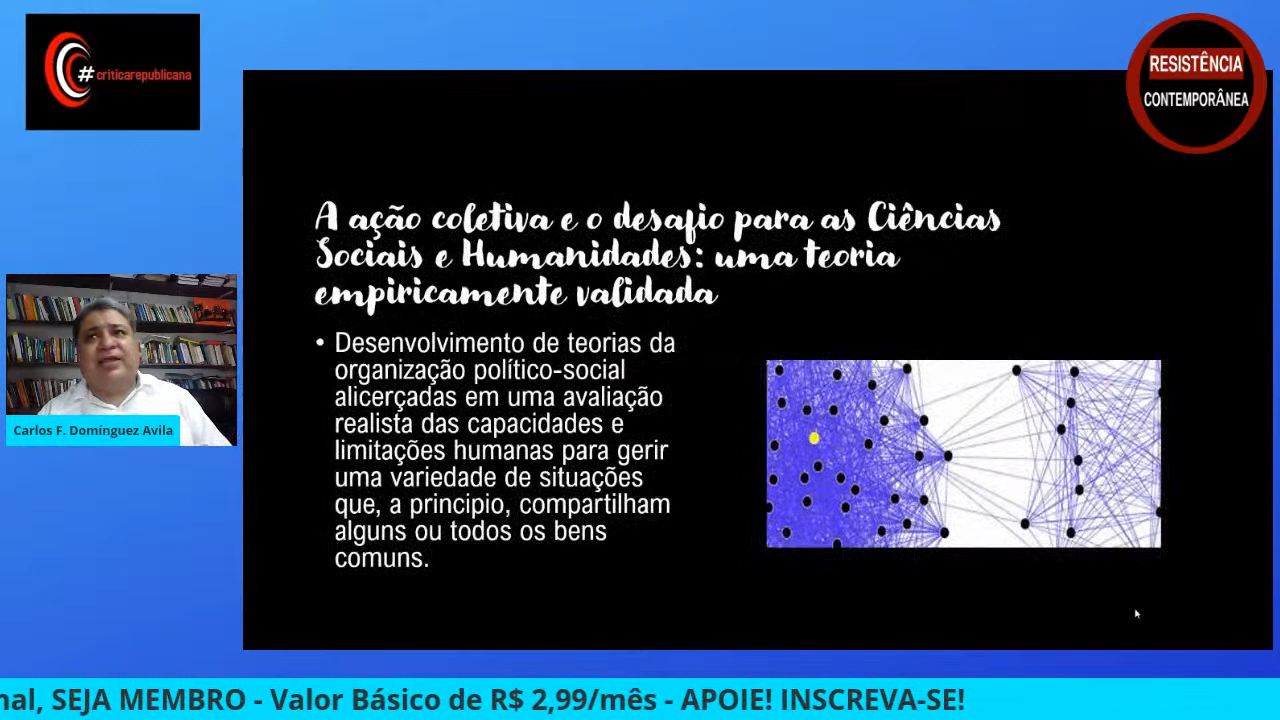 #criticarepublicana
RESISTÊNCIA
CONTEMPORÂNEA
A ação coletiva e o desafio para as Ciências
Sociais e Humanidades: uma teoria
empiricamente validada
• Desenvolvimento de teorias da
organização político-social
alicerçadas em uma avaliação
realista das capacidades e
limitações humanas para gerir
uma variedade de situações
que, a principio, compartilham
alguns ou todos os bens
comuns.
Carlos F. Domínguez Avila
nal, SEJA MEMBRO - Valor Básico de R$ 2,99/mês - APOIE! INSCREVA-SE!